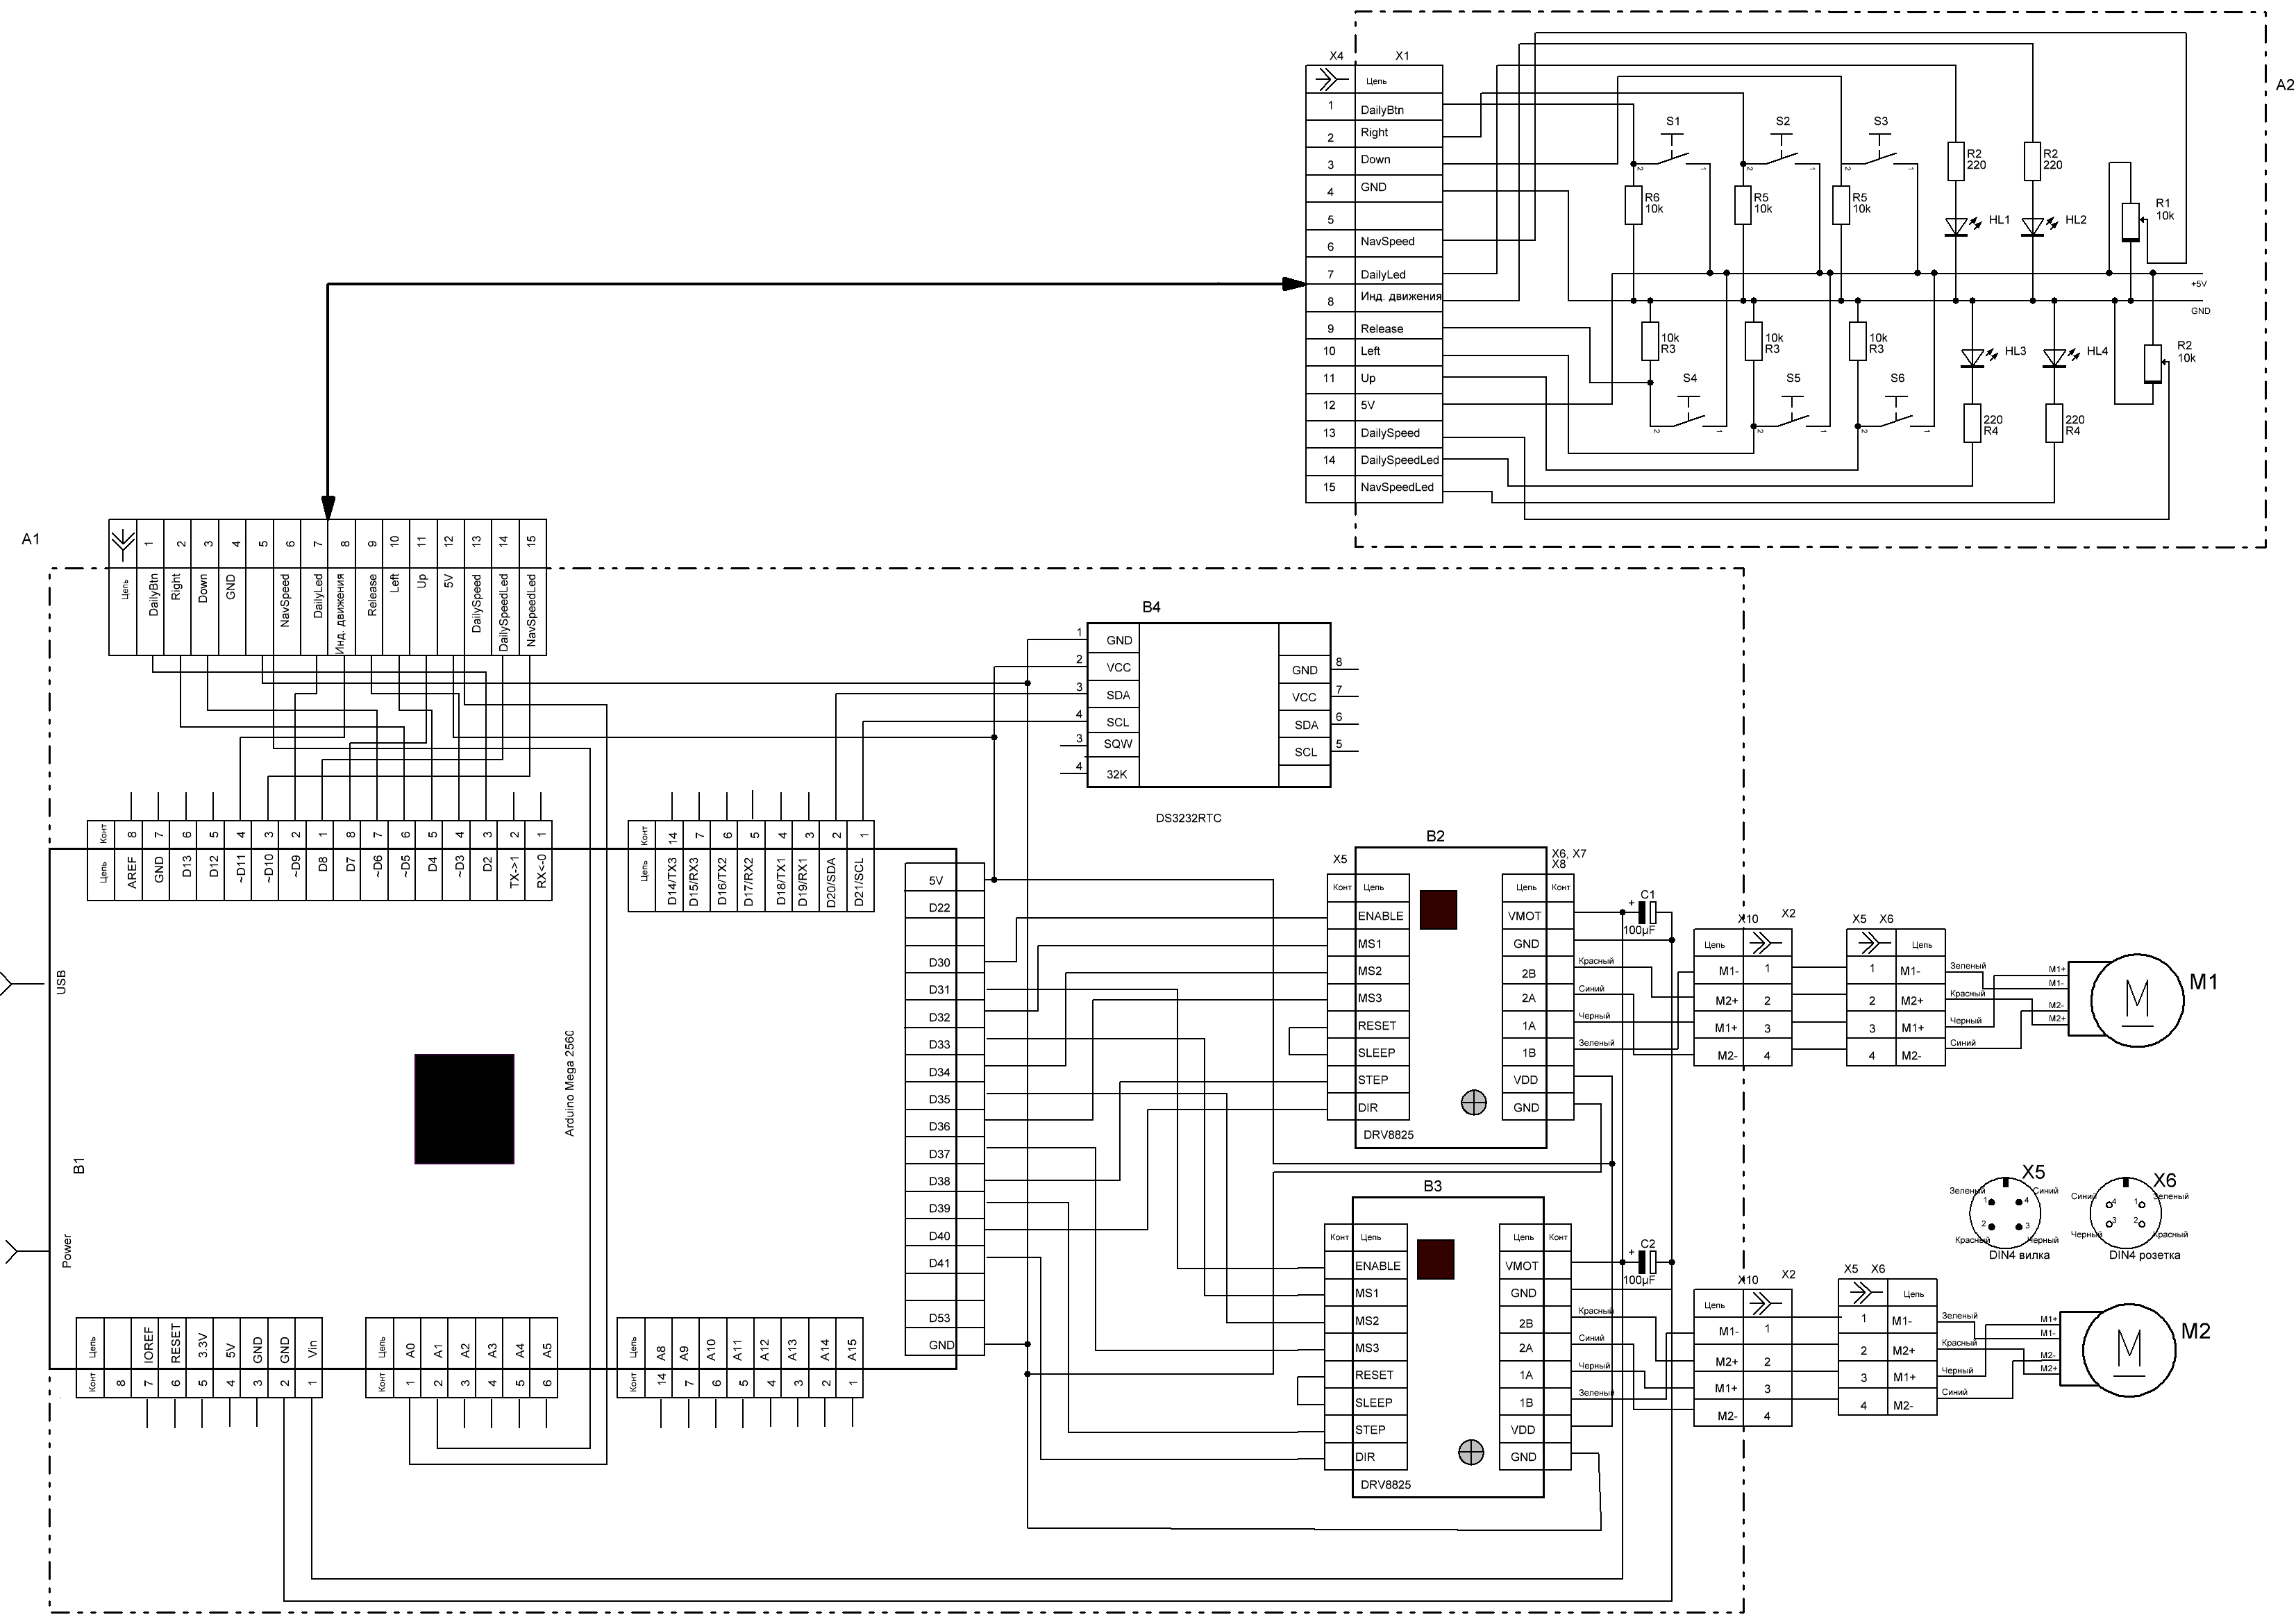 A2
X4 X1
Цепь
1 DailyBtn
2 Right
3 Down
4 GND
5
6 NavSpeed
7 DailyLed
8 Инд. движения
9 Release
10 Left
11 Up
12 5V
13 DailySpeed
14 DailySpeedLed
15 NavSpeedLed
S1 S2 S3
2 1 2 1 2 1
R6
10k
R5
10k
R5
10k
R2
220
R2
220
HL1 HL2
R1
10k
+5V
GND
10k
R3
10k
R3
10k
R3
HL3 HL4
R2
10k
S4 S5 S6
2 1 2 1 2 1
220
R4
220
R4
A1
1 2 3 4 5 6 7 8 9 10 11 12 13 14 15
Цепь DailyBtn Right Down GND NavSpeed DailyLed Инд. движения Release Left Up 5V DailySpeed DailySpeedLed NavSpeedLed
B4
1 GND
2 VCC
3 SDA
4 SCL
3 SQW
4 32K
GND 8
VCC 7
SDA 6
SCL 5
DS3232RTC
Конт 8 7 6 5 4 3 2 1 8 7 6 5 4 3 2 1
Цепь AREF GND D13 D12 ~D11 ~D10 ~D9 D8 D7 ~D6 ~D5 D4 ~D3 D2 TX->1 RX<-0
Конт 14 7 6 5 4 3 2 1
Цепь D14/TX3 D15/RX3 D16/TX2 D17/RX2 D18/TX1 D19/RX1 D20/SDA D21/SCL
5V
D22
D30
D31
D32
D33
D34
D35
D36
D37
D38
D39
D40
D41
D53
GND
USB
Arduino Mega 2560
B1
Power
Цепь IOREF RESET 3.3V 5V GND GND Vin
Конт 8 7 6 5 4 3 2 1
Цепь A0 A1 A2 A3 A4 A5
Конт 1 2 3 4 5 6
Цепь A8 A9 A10 A11 A12 A13 A14 A15
Конт 14 7 6 5 4 3 2 1
B2
X5
X6, X7
X8
Конт Цепь
ENABLE
MS1
MS2
MS3
RESET
SLEEP
STEP
DIR
Цепь Конт
VMOT
GND
2B
2A
1A
1B
VDD
GND
DRV8825
+ C1
100µF
Красный
Синий
Черный
Зеленый
X10 X2
Цепь
M1- 1
M2+ 2
M1+ 3
M2- 4
X5 X6
Цепь
1 M1-
2 M2+
3 M1+
4 M2-
Зеленый
Красный
Черный
Синий
M1+
M1-
M2-
M2+
M
M1
X5 X6
Зеленый Синий
1 4
2 3
Красный Черный
DIN4 вилка
Синий Зеленый
4 1
3 2
Черный Красный
DIN4 розетка
B3
Конт Цепь
ENABLE
MS1
MS2
MS3
RESET
SLEEP
STEP
DIR
Цепь Конт
VMOT
GND
2B
2A
1A
1B
VDD
GND
DRV8825
+ C2
100µF
Красный
Синий
Черный
Зеленый
X10 X2
Цепь
M1- 1
M2+ 2
M1+ 3
M2- 4
X5 X6
Цепь
1 M1-
2 M2+
3 M1+
4 M2-
Зеленый
Красный
Черный
Синий
M1+
M1-
M2-
M2+
M
M2